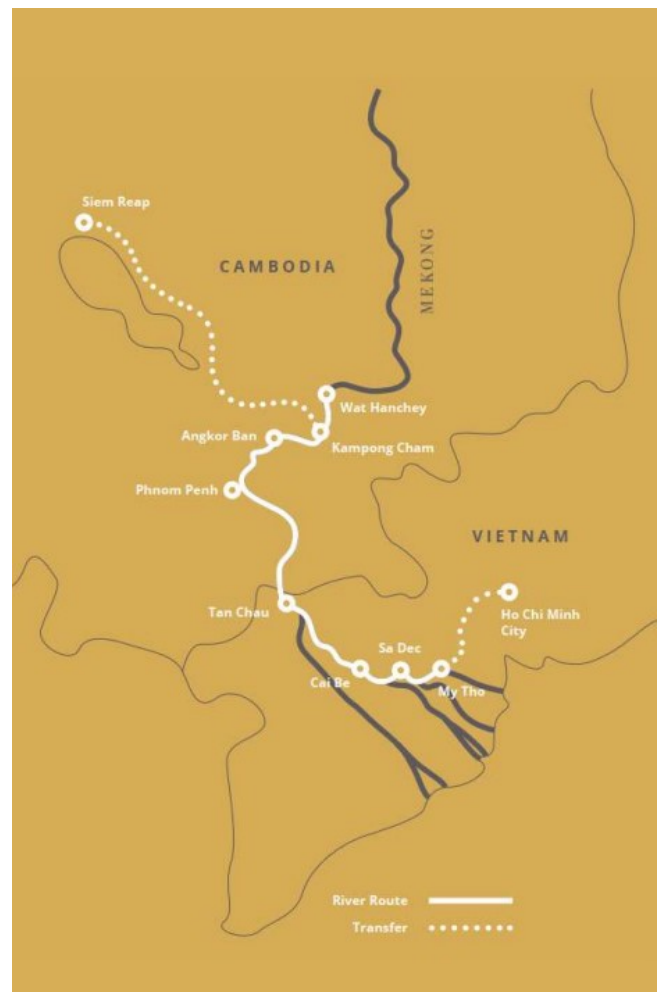 Siem Reap
CAMBODIA
MEKONG
Wat Hanchey
Angkor Ban
Kampong Cham
Phnom Penh
VIETNAM
Tan Chau
Ho Chi Minh
City
Sa Dec
Cai Be
My Tho
River Route
Transfer